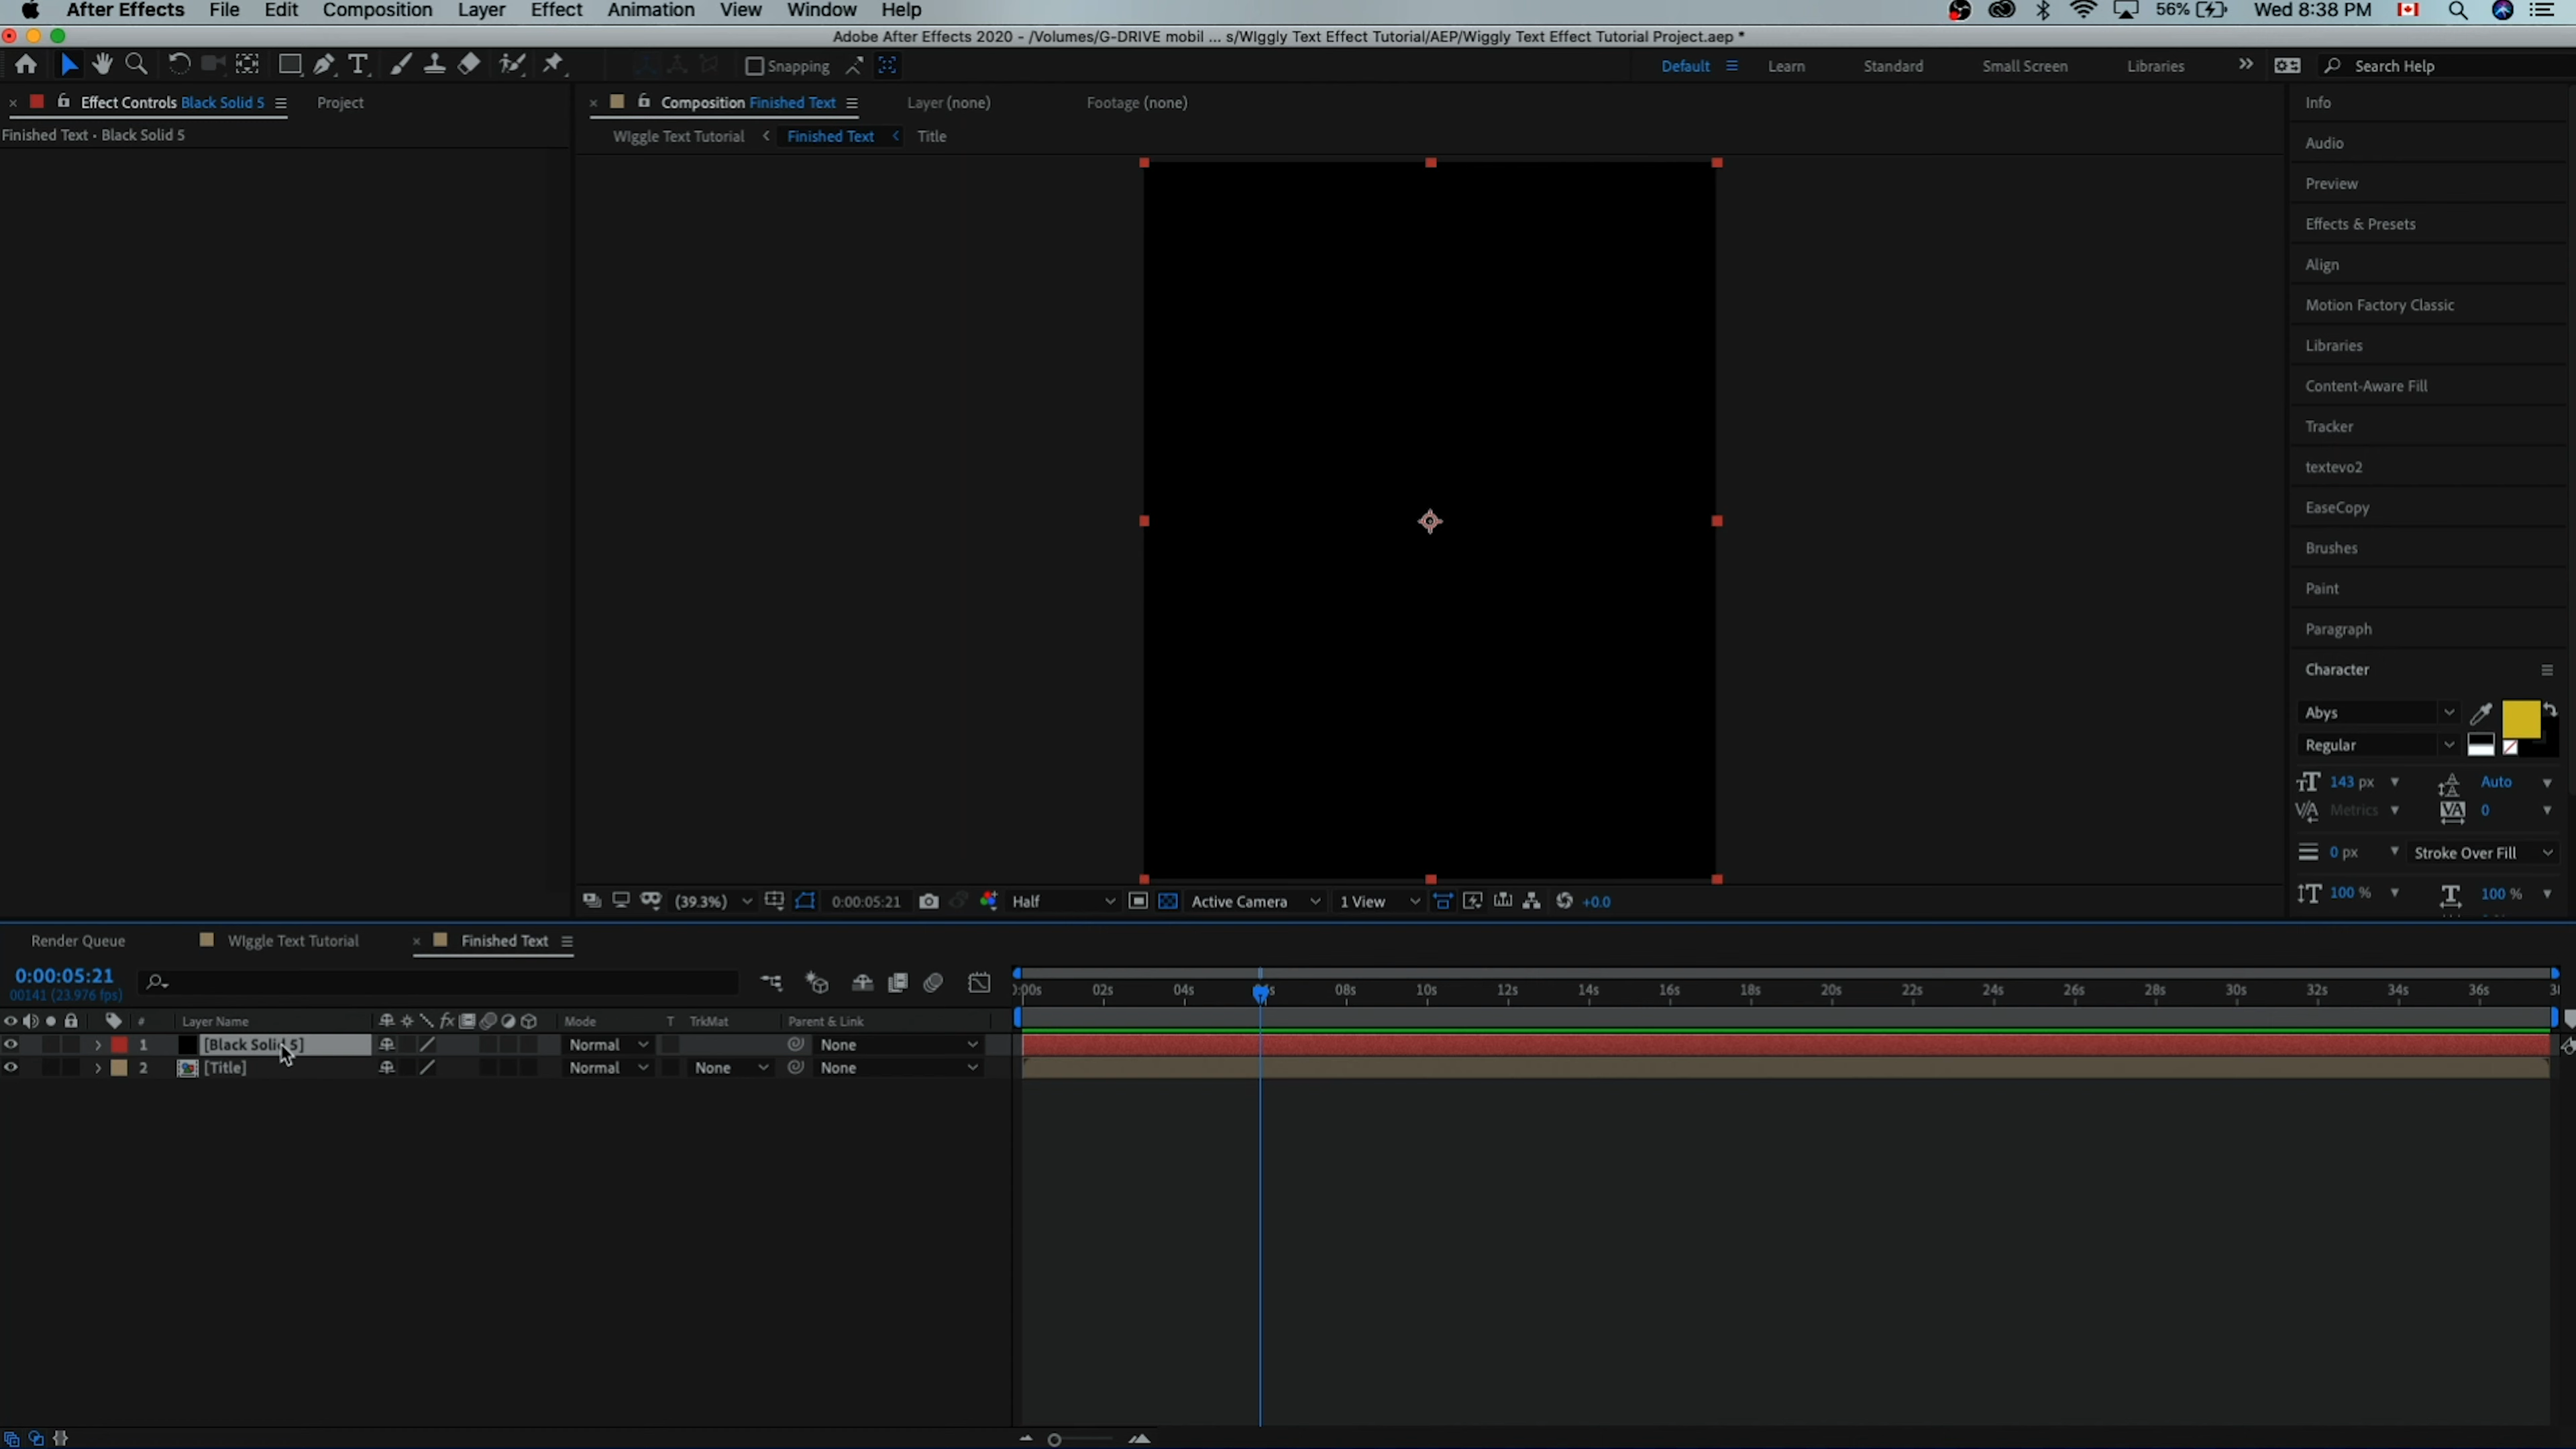 After Effects File Edit Composition Layer Effect Animation View Window Help 56% Wed 8:38 PM
Adobe After Effects 2020 - /Volumes/G-DRIVE mobil ... s/WIggly Text Effect Tutorial/AEP/Wiggly Text Effect Tutorial Project.aep *
Snapping Default Learn Standard Small Screen Libraries Search Help
Effect Controls Black Solid 5 Project Composition Finished Text Layer (none) Footage (none) Info
Finished Text • Black Solid 5 WIggle Text Tutorial Finished Text Title
Audio
Preview
Effects & Presets
Align
Motion Factory Classic
Libraries
Content-Aware Fill
Tracker
textevo2
EaseCopy
Brushes
Paint
Paragraph
Character
Abys
Regular
143 px Auto
Metrics 0
0 px Stroke Over Fill
100 % 100 %
(39.3%) 0:00:05:21 Half Active Camera 1 View +0.0
Render Queue WIggle Text Tutorial Finished Text
0:00:05:21
00141 (23.976 fps)
02s 04s 08s 10s 12s 14s 16s 18s 20s 22s 24s 26s 28s 30s 32s 34s 36s
# Layer Name fx Mode T TrkMat Parent & Link
1 [Black Solid 5] Normal None
2 [Title] Normal None None